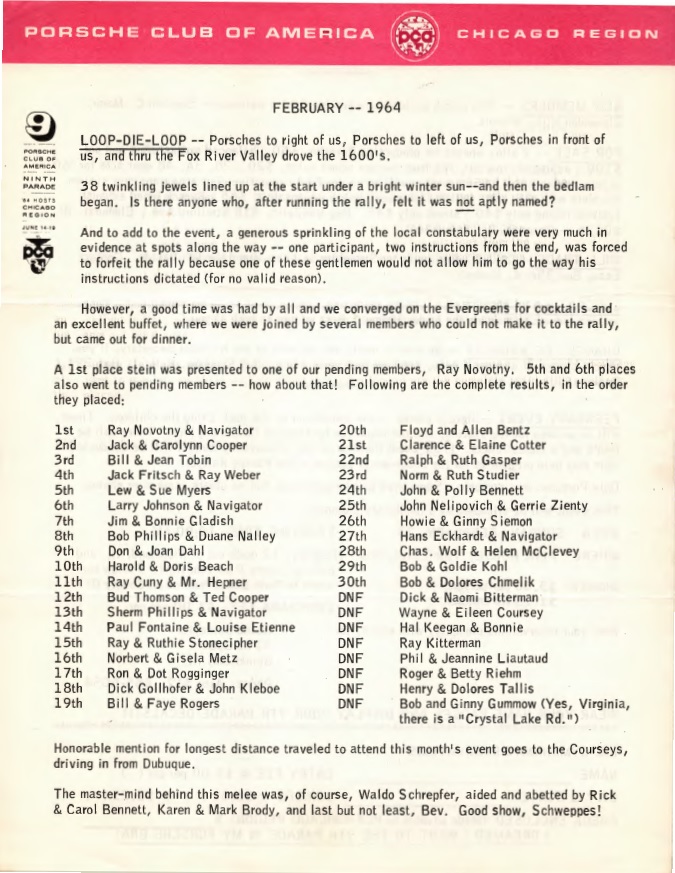 PORSCHE CLUB OF AMERICA pca CHICAGO REGION
FEBRUARY -- 1964
9
PORSCHE
CLUB OF
AMERICA
NINTH
PARADE
'64 HOSTS
CHICAGO
REGION
JUNE 14-18
pca
LOOP-DIE-LOOP -- Porsches to right of us, Porsches to left of us, Porsches in front of
us, and thru the Fox River Valley drove the 1600's.
38 twinkling jewels lined up at the start under a bright winter sun--and then the bedlam
began. Is there anyone who, after running the rally, felt it was not aptly named?
And to add to the event, a generous sprinkling of the local constabulary were very much in
evidence at spots along the way -- one participant, two instructions from the end, was forced
to forfeit the rally because one of these gentlemen would not allow him to go the way his
instructions dictated (for no valid reason).
However, a good time was had by all and we converged on the Evergreens for cocktails and
an excellent buffet, where we were joined by several members who could not make it to the rally,
but came out for dinner.
A 1st place stein was presented to one of our pending members, Ray Novotny. 5th and 6th places
also went to pending members -- how about that! Following are the complete results, in the order
they placed:
1st Ray Novotny & Navigator
2nd Jack & Carolynn Cooper
3rd Bill & Jean Tobin
4th Jack Fritsch & Ray Weber
5th Lew & Sue Myers
6th Larry Johnson & Navigator
7th Jim & Bonnie Gladish
8th Bob Phillips & Duane Nalley
9th Don & Joan Dahl
10th Harold & Doris Beach
11th Ray Cuny & Mr. Hepner
12th Bud Thomson & Ted Cooper
13th Sherm Phillips & Navigator
14th Paul Fontaine & Louise Etienne
15th Ray & Ruthie Stonecipher
16th Norbert & Gisela Metz
17th Ron & Dot Rogginger
18th Dick Gollhofer & John Kleboe
19th Bill & Faye Rogers
20th Floyd and Allen Bentz
21st Clarence & Elaine Cotter
22nd Ralph & Ruth Gasper
23rd Norm & Ruth Studier
24th John & Polly Bennett
25th John Nelipovich & Gerrie Zienty
26th Howie & Ginny Siemon
27th Hans Eckhardt & Navigator
28th Chas. Wolf & Helen McClevey
29th Bob & Goldie Kohl
30th Bob & Dolores Chmelik
DNF Dick & Naomi Bitterman
DNF Wayne & Eileen Coursey
DNF Hal Keegan & Bonnie
DNF Ray Kitterman
DNF Phil & Jeannine Liautaud
DNF Roger & Betty Riehm
DNF Henry & Dolores Tallis
DNF Bob and Ginny Gummow (Yes, Virginia,
there is a "Crystal Lake Rd.")
Honorable mention for longest distance traveled to attend this month's event goes to the Courseys,
driving in from Dubuque.
The master-mind behind this melee was, of course, Waldo Schrepfer, aided and abetted by Rick
& Carol Bennett, Karen & Mark Brody, and last but not least, Bev. Good show, Schweppes!